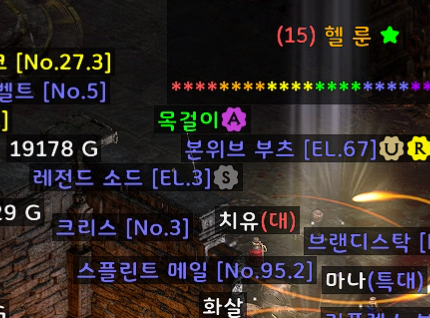 (15) 헬 룬
크 [No.27.3]
벨트 [No.5]
********************
]
목걸이 A
19178 G
본위브 부츠 [EL.67] U R
레전드 소드 [EL.3] S
29 G
크리스 [No.3]
치유(대)
브랜디스탁 [
스플린트 메일 [No.95.2]
마나(특대)
화살